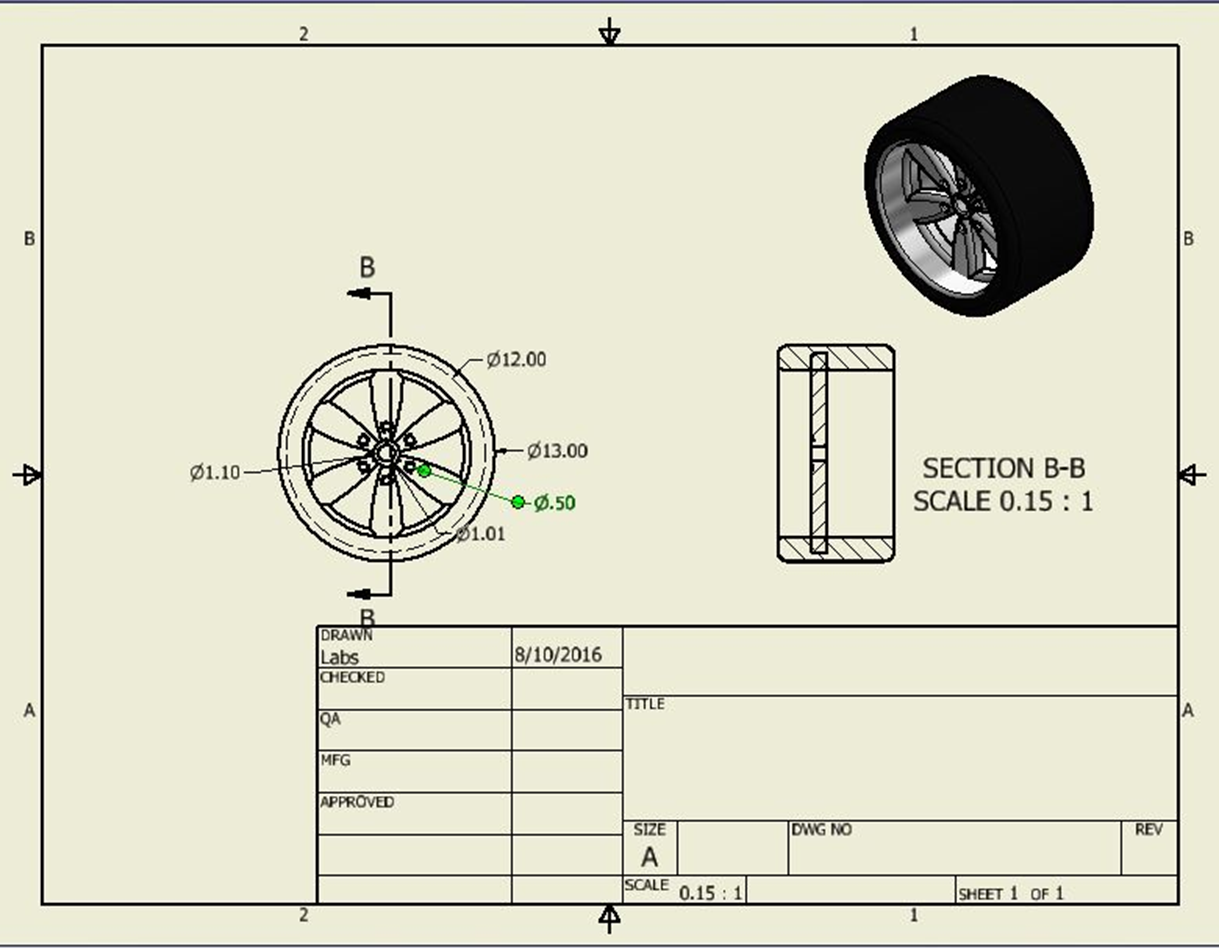 2 1
B B
B
Ø12.00
Ø13.00
Ø1.10
Ø.50
Ø1.01
B
SECTION B-B
SCALE 0.15 : 1
A A
DRAWN
Labs
8/10/2016
CHECKED
QA
MFG
APPROVED
TITLE
SIZE
A
DWG NO
REV
SCALE 0.15 : 1
SHEET 1 OF 1
2 1